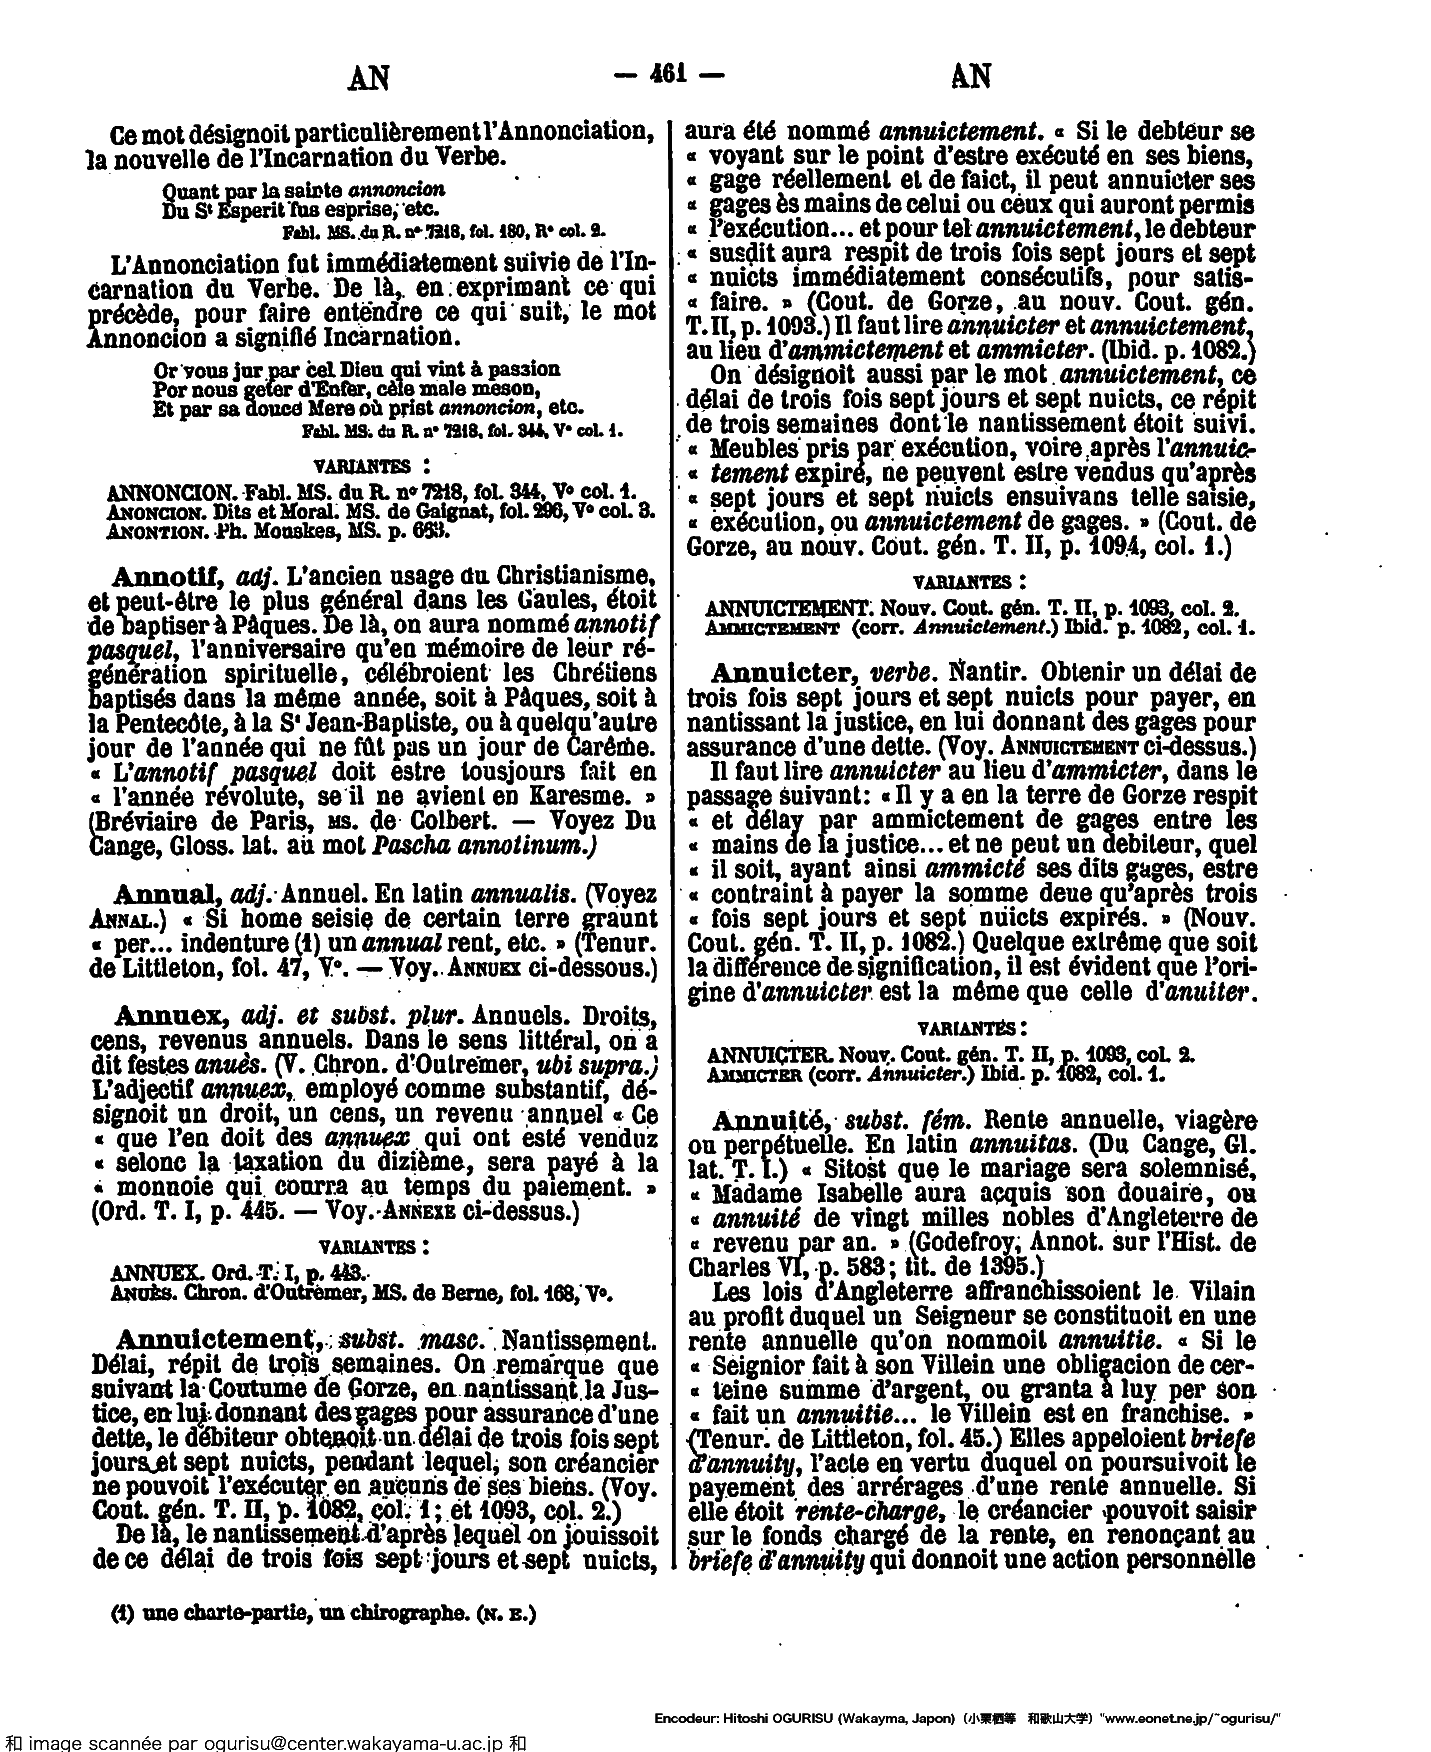 AN
— 461 —
AN
Ce mot désignoit particulièrement l'Annonciation,
la nouvelle de l'Incarnation du Verbe.
Quant par la sainte annoncion
Du St Esperit fus esprise, etc.
Fabl. MS. du R. n° 7218, fol. 180, R° col. 2.
L'Annonciation fut immédiatement suivie de l'In-
carnation du Verbe. De là, en exprimant ce qui
précède, pour faire entendre ce qui suit, le mot
Annoncion a signifié Incarnation.
Or vous jur par cel Dieu qui vint à passion
Por nous geter d'Enfer, cele male meson,
Et par sa douce Mere où prist annoncion, etc.
Fabl. MS. du R. n° 7218, fol. 344, V° col. 1.
VARIANTES :
ANNONCION. Fabl. MS. du R. n° 7218, fol. 344, V° col. 1.
ANONCION. Dits et Moral. MS. de Gaignat, fol. 296, V° col. 3.
ANONTION. Ph. Mouskes, MS. p. 663.
Annotif, adj. L'ancien usage du Christianisme,
et peut-être le plus général dans les Gaules, étoit
de baptiser à Pâques. De là, on aura nommé annotif
pasquel, l'anniversaire qu'en mémoire de leur ré-
génération spirituelle, célébroient les Chrétiens
baptisés dans la même année, soit à Pâques, soit à
la Pentecôte, à la St Jean-Baptiste, ou à quelqu'autre
jour de l'année qui ne fût pas un jour de Carême.
« L'annotif pasquel doit estre tousjours fait en
« l'année révolute, se il ne avient en Karesme. »
(Bréviaire de Paris, MS. de Colbert. — Voyez Du
Cange, Gloss. lat. au mot Pascha annotinum.)
Annual, adj. Annuel. En latin annualis. (Voyez
ANNAL.) « Si home seisie de certain terre graunt
« per... indenture (1) un annual rent, etc. » (Tenur.
de Littleton, fol. 47, V°. — Voy. ANNUEX ci-dessous.)
Annuex, adj. et subst. plur. Annuels. Droits,
cens, revenus annuels. Dans le sens littéral, on a
dit festes anuès. (V. Chron. d'Outremer, ubi supra.)
L'adjectif annuex, employé comme substantif, dé-
signoit un droit, un cens, un revenu annuel « Ce
« que l'en doit des annuex qui ont esté venduz
« selonc la taxation du dizième, sera payé à la
« monnoie qui courra au temps du paiement. »
(Ord. T. I, p. 445. — Voy. ANNEXE ci-dessus.)
VARIANTES :
ANNUEX. Ord. T. I, p. 443.
ANUÈS. Chron. d'Outremer, MS. de Berne, fol. 168, V°.
Annuictement, subst. masc. Nantissement.
Délai, répit de trois semaines. On remarque que
suivant la Coutume de Gorze, en nantissant la Jus-
tice, en lui donnant des gages pour assurance d'une
dette, le débiteur obtenoit un délai de trois fois sept
jours et sept nuicts, pendant lequel, son créancier
ne pouvoit l'exécuter en aucuns de ses biens. (Voy.
Cout. gén. T. II, p. 1082, col. 1; et 1093, col. 2.)
De là, le nantissement d'après lequel on jouissoit
de ce délai de trois fois sept jours et sept nuicts,
(1) une charte-partie, un chirographe. (N. E.)
aura été nommé annuictement. « Si le debteur se
« voyant sur le point d'estre exécuté en ses biens,
« gage réellement et de faict, il peut annuicter ses
« gages ès mains de celui ou ceux qui auront permis
« l'exécution... et pour tel annuictement, le debteur
« susdit aura respit de trois fois sept jours et sept
« nuicts immédiatement consécutifs, pour satis-
« faire. » (Cout. de Gorze, au nouv. Cout. gén.
T. II, p. 1093.) Il faut lire annuicter et annuictement,
au lieu d'ammictement et ammicter. (Ibid. p. 1082.)
On désignoit aussi par le mot annuictement, ce
délai de trois fois sept jours et sept nuicts, ce répit
de trois semaines dont le nantissement étoit suivi.
« Meubles pris par exécution, voire après l'annuic-
« tement expiré, ne peuvent estre vendus qu'après
« sept jours et sept nuicts ensuivans telle saisie,
« exécution, ou annuictement de gages. » (Cout. de
Gorze, au nouv. Cout. gén. T. II, p. 1094, col. 1.)
VARIANTES :
ANNUICTEMENT. Nouv. Cout. gén. T. II, p. 1093, col. 2.
AMMICTEMENT (corr. Annuictement.) Ibid. p. 1082, col. 1.
Annuicter, verbe. Nantir. Obtenir un délai de
trois fois sept jours et sept nuicts pour payer, en
nantissant la justice, en lui donnant des gages pour
assurance d'une dette. (Voy. ANNUICTEMENT ci-dessus.)
Il faut lire annuicter au lieu d'ammicter, dans le
passage suivant: « Il y a en la terre de Gorze respit
« et délay par ammictement de gages entre les
« mains de la justice... et ne peut un debiteur, quel
« il soit, ayant ainsi ammicté ses dits gages, estre
« contraint à payer la somme deue qu'après trois
« fois sept jours et sept nuicts expirés. » (Nouv.
Cout. gén. T. II, p. 1082.) Quelque extrême que soit
la différence de signification, il est évident que l'ori-
gine d'annuicter est la même que celle d'anuiter.
VARIANTES :
ANNUICTER. Nouv. Cout. gén. T. II, p. 1093, col. 2.
AMMICTER (corr. Annuicter.) Ibid. p. 1082, col. 1.
Annuité, subst. fém. Rente annuelle, viagère
ou perpétuelle. En latin annuitas. (Du Cange, Gl.
lat. T. I.) « Sitost que le mariage sera solemnisé,
« Madame Isabelle aura acquis son douaire, ou
« annuité de vingt milles nobles d'Angleterre de
« revenu par an. » (Godefroy, Annot. sur l'Hist. de
Charles VI, p. 583; tit. de 1395.)
Les lois d'Angleterre affranchissoient le Vilain
au profit duquel un Seigneur se constituoit en une
rente annuelle qu'on nommoit annuitie. « Si le
« Seignior fait à son Villein une obligacion de cer-
« teine summe d'argent, ou granta à luy per son
« fait un annuitie... le Villein est en franchise. »
(Tenur. de Littleton, fol. 45.) Elles appeloient briefe
d'annuity, l'acte en vertu duquel on poursuivoit le
payement des arrérages d'une rente annuelle. Si
elle étoit rente-charge, le créancier pouvoit saisir
sur le fonds chargé de la rente, en renonçant au
briefe d'annuity qui donnoit une action personnelle
Encodeur: Hitoshi OGURISU (Wakayma, Japon)（小栗栖等　和歌山大学）"www.eonet.ne.jp/~ogurisu/"
和 image scannée par ogurisu@center.wakayama-u.ac.jp 和